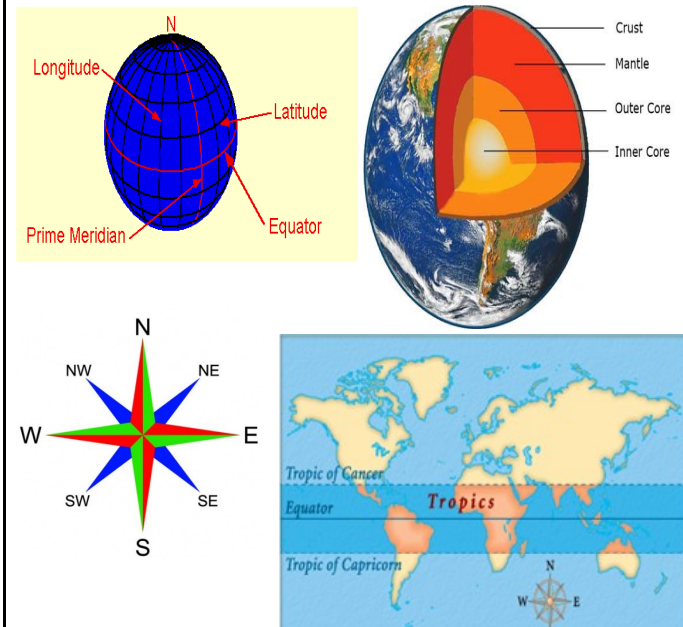 N
Longitude
Latitude
Prime Meridian
Equator
Crust
Mantle
Outer Core
Inner Core
N
NW
NE
W
E
SW
SE
S
Tropic of Cancer
Tropics
Equator
Tropic of Capricorn
N
W
E
S